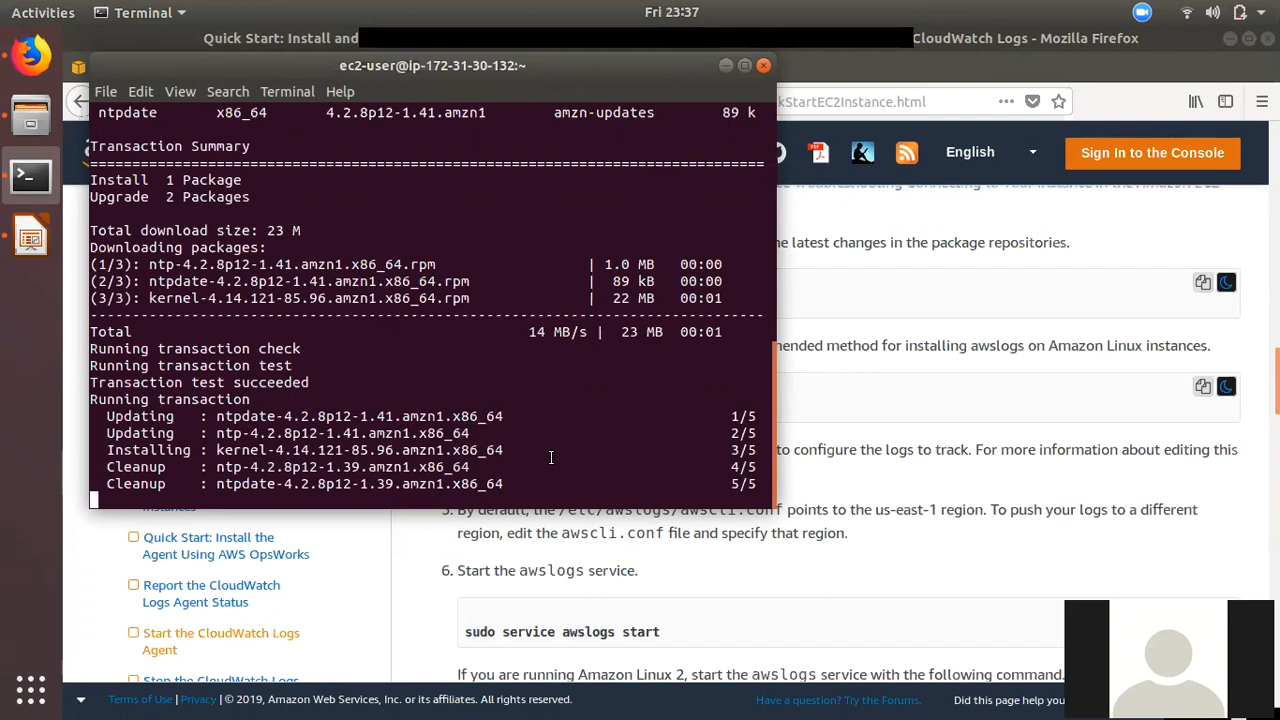 Activities
Terminal
Fri 23:37
Quick Start: Install and
CloudWatch Logs - Mozilla Firefox
ec2-user@ip-172-31-30-132:~
File Edit View Search Terminal Help
ntpdate x86_64 4.2.8p12-1.41.amzn1 amzn-updates 89 k
Transaction Summary
================================================================================
Install 1 Package
Upgrade 2 Packages
Total download size: 23 M
Downloading packages:
(1/3): ntp-4.2.8p12-1.41.amzn1.x86_64.rpm | 1.0 MB 00:00
(2/3): ntpdate-4.2.8p12-1.41.amzn1.x86_64.rpm | 89 kB 00:00
(3/3): kernel-4.14.121-85.96.amzn1.x86_64.rpm | 22 MB 00:01
--------------------------------------------------------------------------------
Total 14 MB/s | 23 MB 00:01
Running transaction check
Running transaction test
Transaction test succeeded
Running transaction
Updating : ntpdate-4.2.8p12-1.41.amzn1.x86_64 1/5
Updating : ntp-4.2.8p12-1.41.amzn1.x86_64 2/5
Installing : kernel-4.14.121-85.96.amzn1.x86_64 3/5
Cleanup : ntp-4.2.8p12-1.39.amzn1.x86_64 4/5
Cleanup : ntpdate-4.2.8p12-1.39.amzn1.x86_64 5/5
kStartEC2Instance.html
English
Sign In to the Console
the latest changes in the package repositories.
mended method for installing awslogs on Amazon Linux instances.
to configure the logs to track. For more information about editing this
5. By default, the /etc/awslogs/awscli.conf points to the us-east-1 region. To push your logs to a different
region, edit the awscli.conf file and specify that region.
6. Start the awslogs service.
sudo service awslogs start
If you are running Amazon Linux 2, start the awslogs service with the following command.
Instances
Quick Start: Install the
Agent Using AWS OpsWorks
Report the CloudWatch
Logs Agent Status
Start the CloudWatch Logs
Agent
Stop the CloudWatch Logs
Terms of Use | Privacy | © 2019, Amazon Web Services, Inc. or its affiliates. All rights reserved.
Have a question? Try the Forums.
Did this page help you